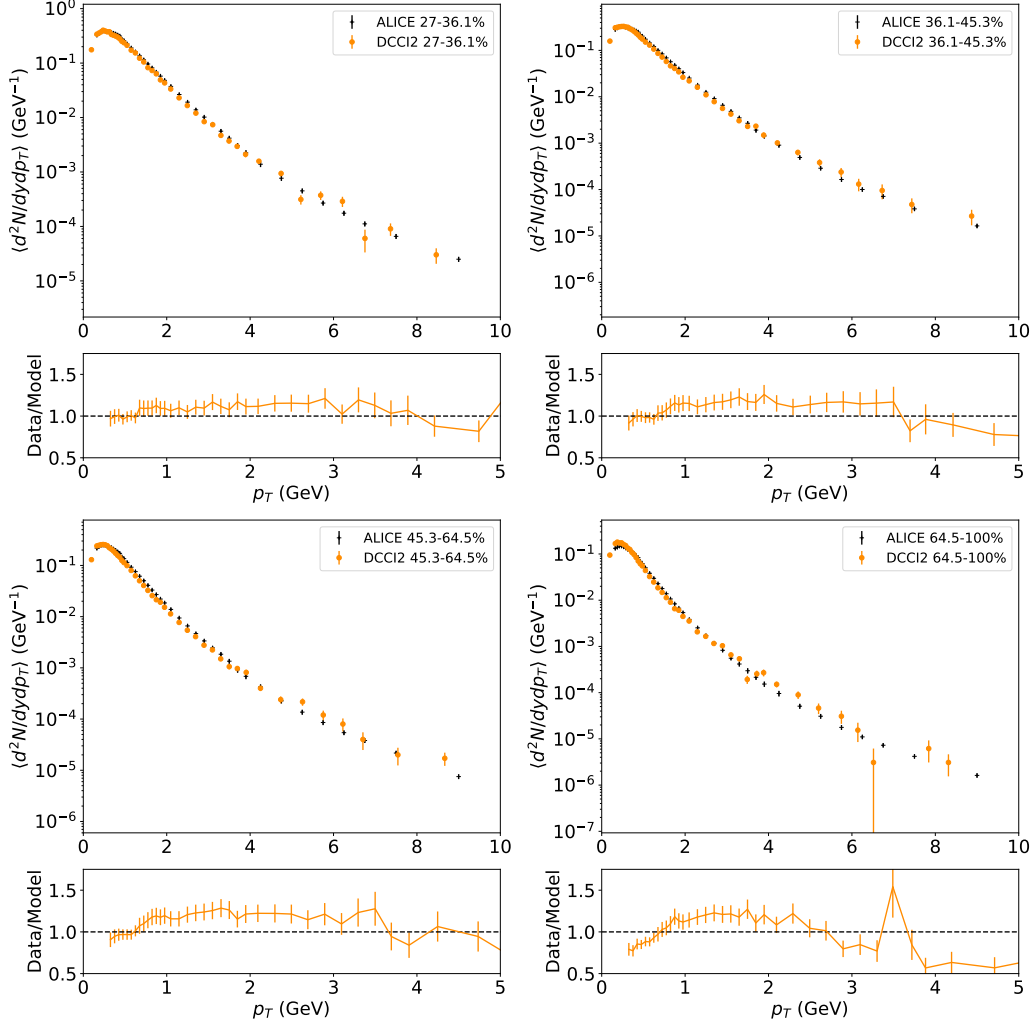 10^0
10^-1
10^-2
10^-3
10^-4
10^-5
⟨d^2N/dydp_T⟩ (GeV^-1)
ALICE 27-36.1%
DCCI2 27-36.1%
0 2 4 6 8 10
10^-1
10^-2
10^-3
10^-4
10^-5
10^-6
⟨d^2N/dydp_T⟩ (GeV^-1)
ALICE 36.1-45.3%
DCCI2 36.1-45.3%
0 2 4 6 8 10
1.5
1.0
0.5
Data/Model
0 1 2 3 4 5
p_T (GeV)
1.5
1.0
0.5
Data/Model
0 1 2 3 4 5
p_T (GeV)
10^-1
10^-2
10^-3
10^-4
10^-5
10^-6
⟨d^2N/dydp_T⟩ (GeV^-1)
ALICE 45.3-64.5%
DCCI2 45.3-64.5%
0 2 4 6 8 10
10^-1
10^-2
10^-3
10^-4
10^-5
10^-6
10^-7
⟨d^2N/dydp_T⟩ (GeV^-1)
ALICE 64.5-100%
DCCI2 64.5-100%
0 2 4 6 8 10
1.5
1.0
0.5
Data/Model
0 1 2 3 4 5
p_T (GeV)
1.5
1.0
0.5
Data/Model
0 1 2 3 4 5
p_T (GeV)